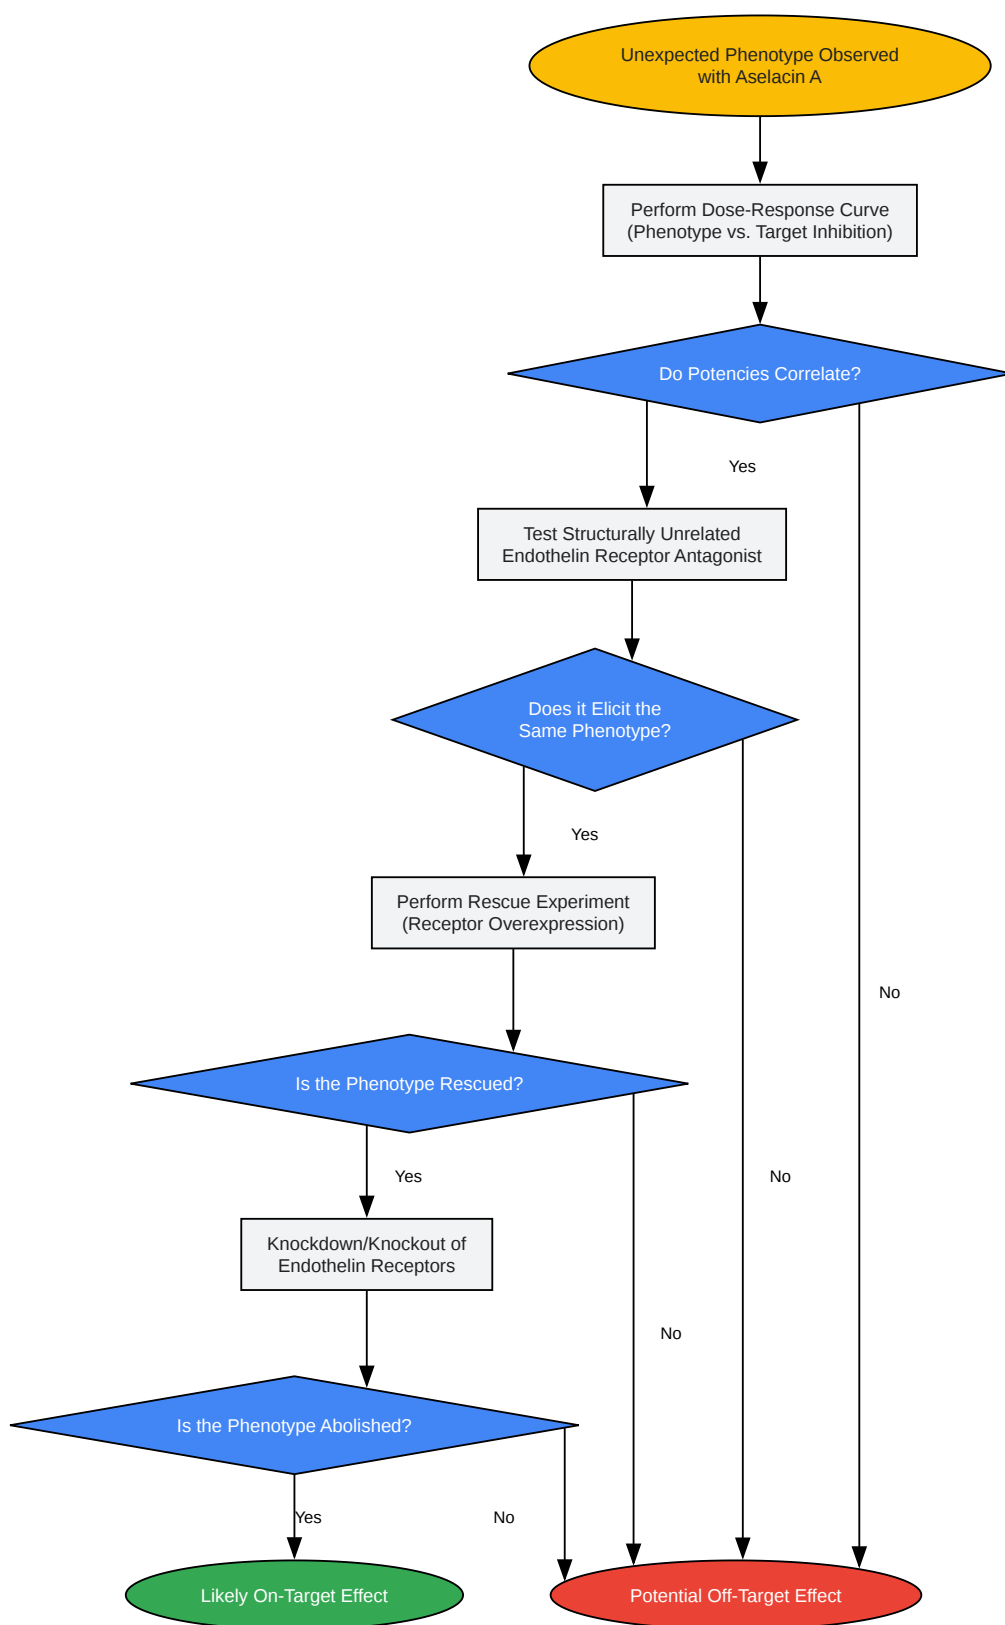 Unexpected Phenotype Observed
with Aselacin A
Perform Dose-Response Curve
(Phenotype vs. Target Inhibition)
Do Potencies Correlate?
Yes
Test Structurally Unrelated
Endothelin Receptor Antagonist
Does it Elicit the
Same Phenotype?
Yes
Perform Rescue Experiment
(Receptor Overexpression)
No
Is the Phenotype Rescued?
Yes
No
Knockdown/Knockout of
Endothelin Receptors
No
Is the Phenotype Abolished?
Yes
No
Likely On-Target Effect
Potential Off-Target Effect